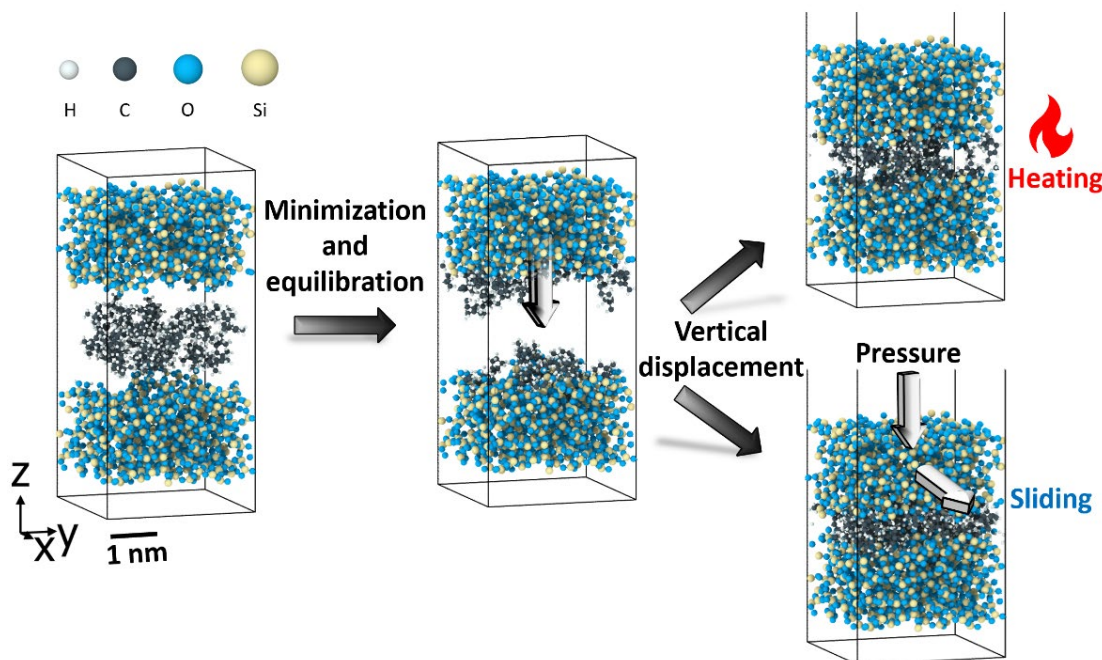 H C O Si
Minimization
and
equilibration
Vertical
displacement
Heating
Pressure
Sliding
z
x y
1 nm